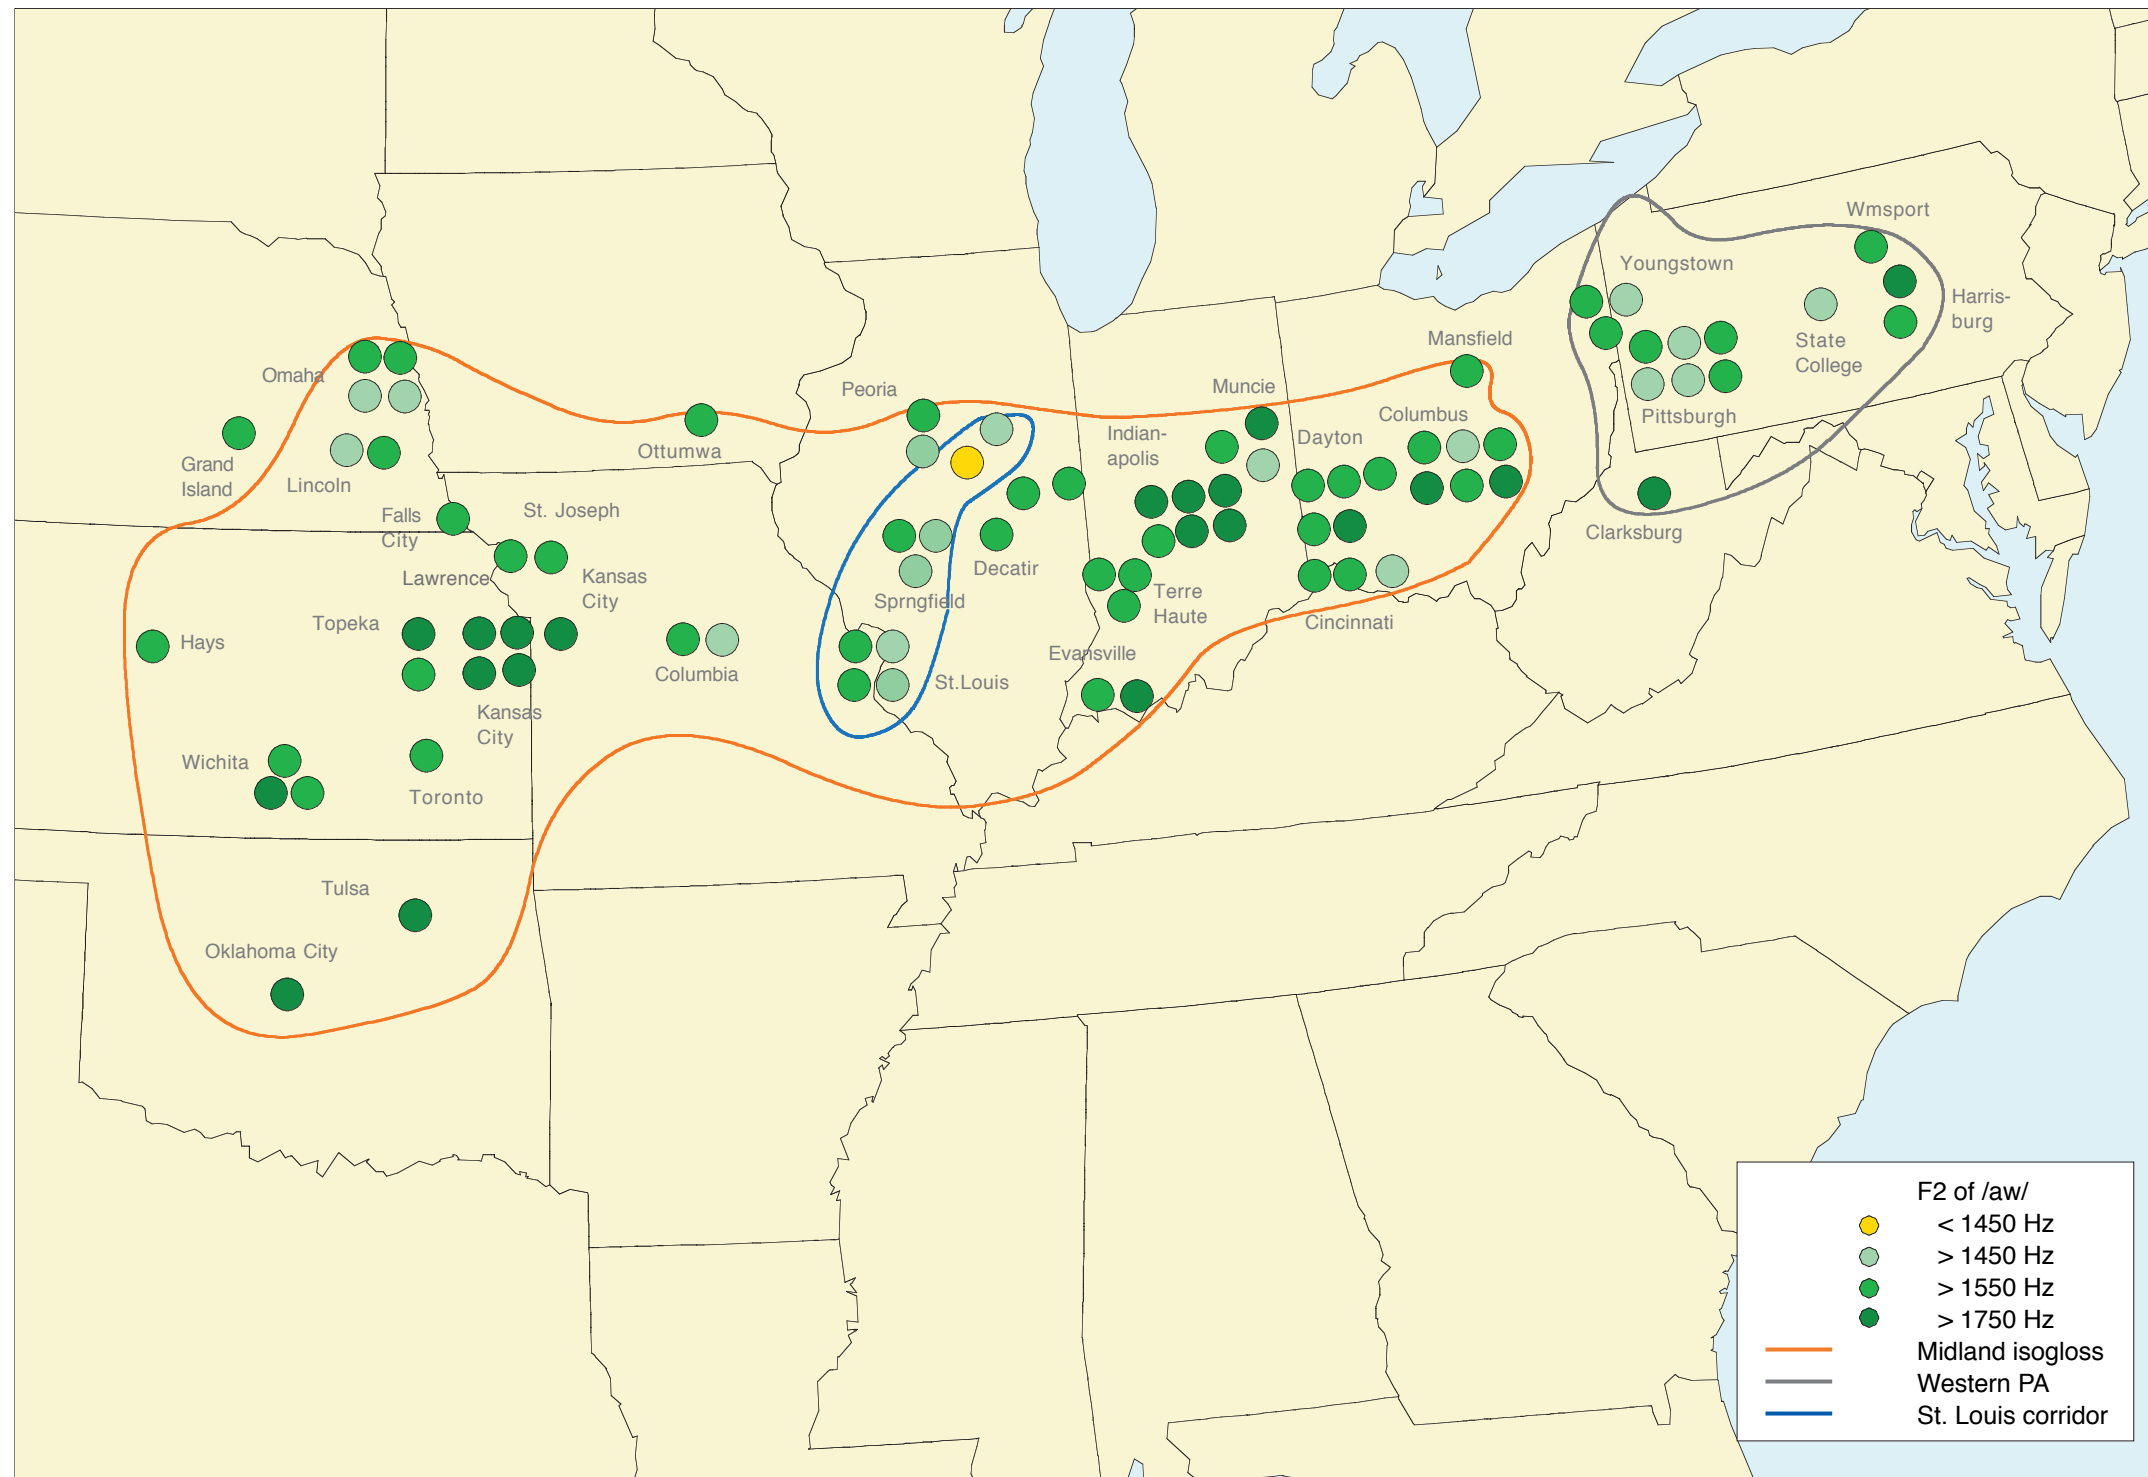 Wmsport
Youngstown
Harris-
burg
State
College
Mansfield
Pittsburgh
Omaha
Peoria
Muncie
Columbus
Indian-
apolis
Dayton
Ottumwa
Grand
Island
Lincoln
Falls
City
St. Joseph
Clarksburg
Lawrence
Kansas
City
Decatir
Sprngfield
Terre
Haute
Cincinnati
Topeka
Hays
Columbia
Evansville
St.Louis
Kansas
City
Wichita
Toronto
Tulsa
Oklahoma City
F2 of /aw/
< 1450 Hz
> 1450 Hz
> 1550 Hz
> 1750 Hz
Midland isogloss
Western PA
St. Louis corridor